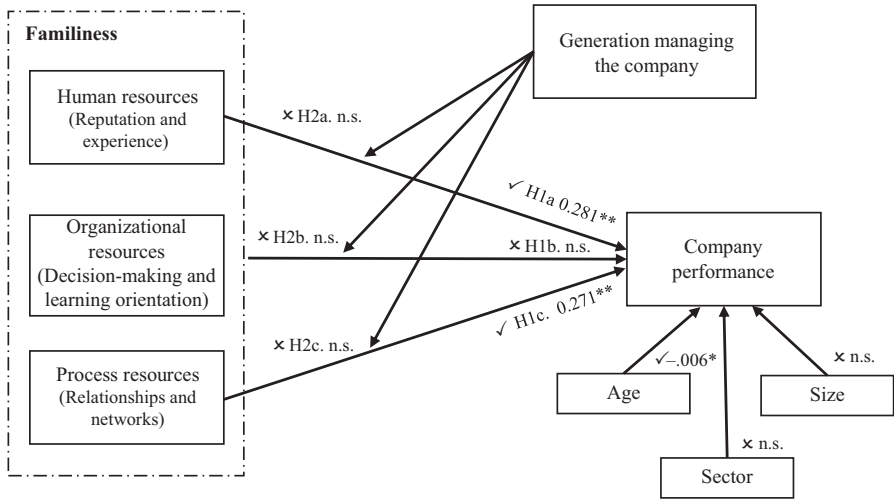 Familiness
Generation managing
the company
Human resources
(Reputation and
experience)
× H2a. n.s.
✓ H1a 0.281**
Organizational
resources
(Decision-making and
learning orientation)
× H2b. n.s.
× H1b. n.s.
Company
performance
✓ H1c. 0.271**
× H2c. n.s.
Process resources
(Relationships and
networks)
✓–.006*
× n.s.
Age
Size
× n.s.
Sector